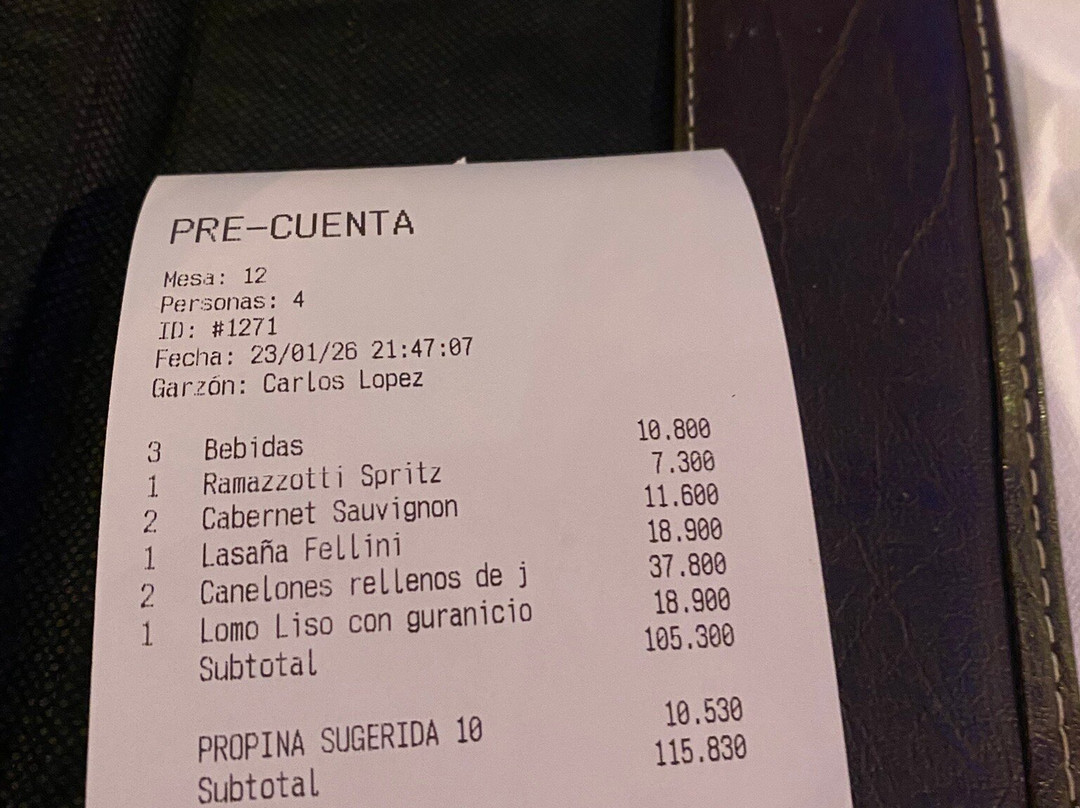 PRE-CUENTA
Mesa: 12
Personas: 4
ID: #1271
Fecha: 23/01/26 21:47:07
Garzón: Carlos Lopez
3 Bebidas 10.800
1 Ramazzotti Spritz 7.300
2 Cabernet Sauvignon 11.600
1 Lasaña Fellini 18.900
2 Canelones rellenos de j 37.800
1 Lomo Liso con guranicio 18.900
Subtotal 105.300
PROPINA SUGERIDA 10 10.530
Subtotal 115.830